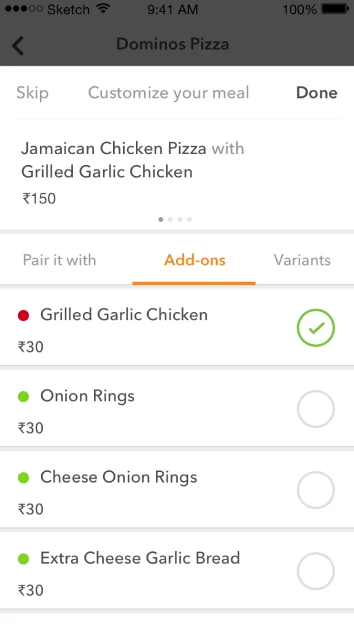 Sketch 9:41 AM 100%
Dominos Pizza
Skip Customize your meal Done
Jamaican Chicken Pizza with
Grilled Garlic Chicken
₹150
Pair it with Add-ons Variants
Grilled Garlic Chicken
₹30
Onion Rings
₹30
Cheese Onion Rings
₹30
Extra Cheese Garlic Bread
₹30